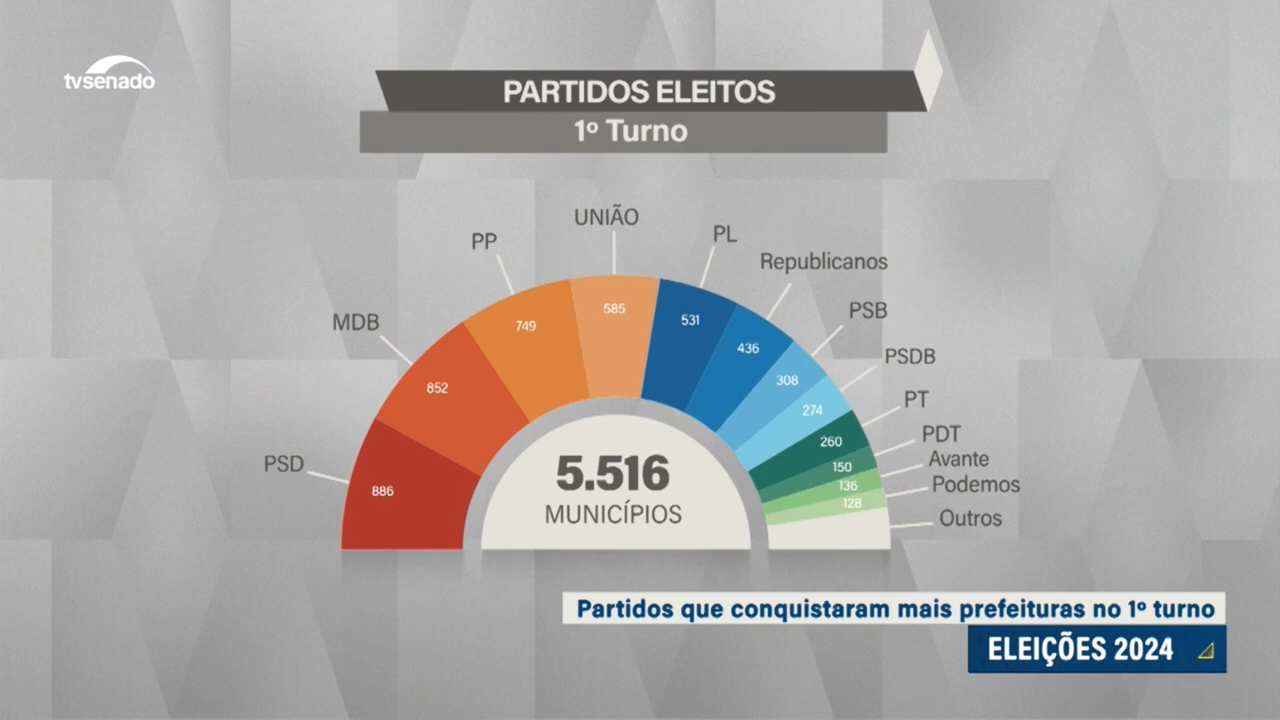 tvsenado
PARTIDOS ELEITOS
1º Turno
UNIÃO
PL
PP
Republicanos
MDB
PSB
PSDB
PT
PDT
Avante
Podemos
Outros
PSD
585
531
749
436
852
308
274
260
150
136
128
886
5.516
MUNICÍPIOS
Partidos que conquistaram mais prefeituras no 1º turno
ELEIÇÕES 2024